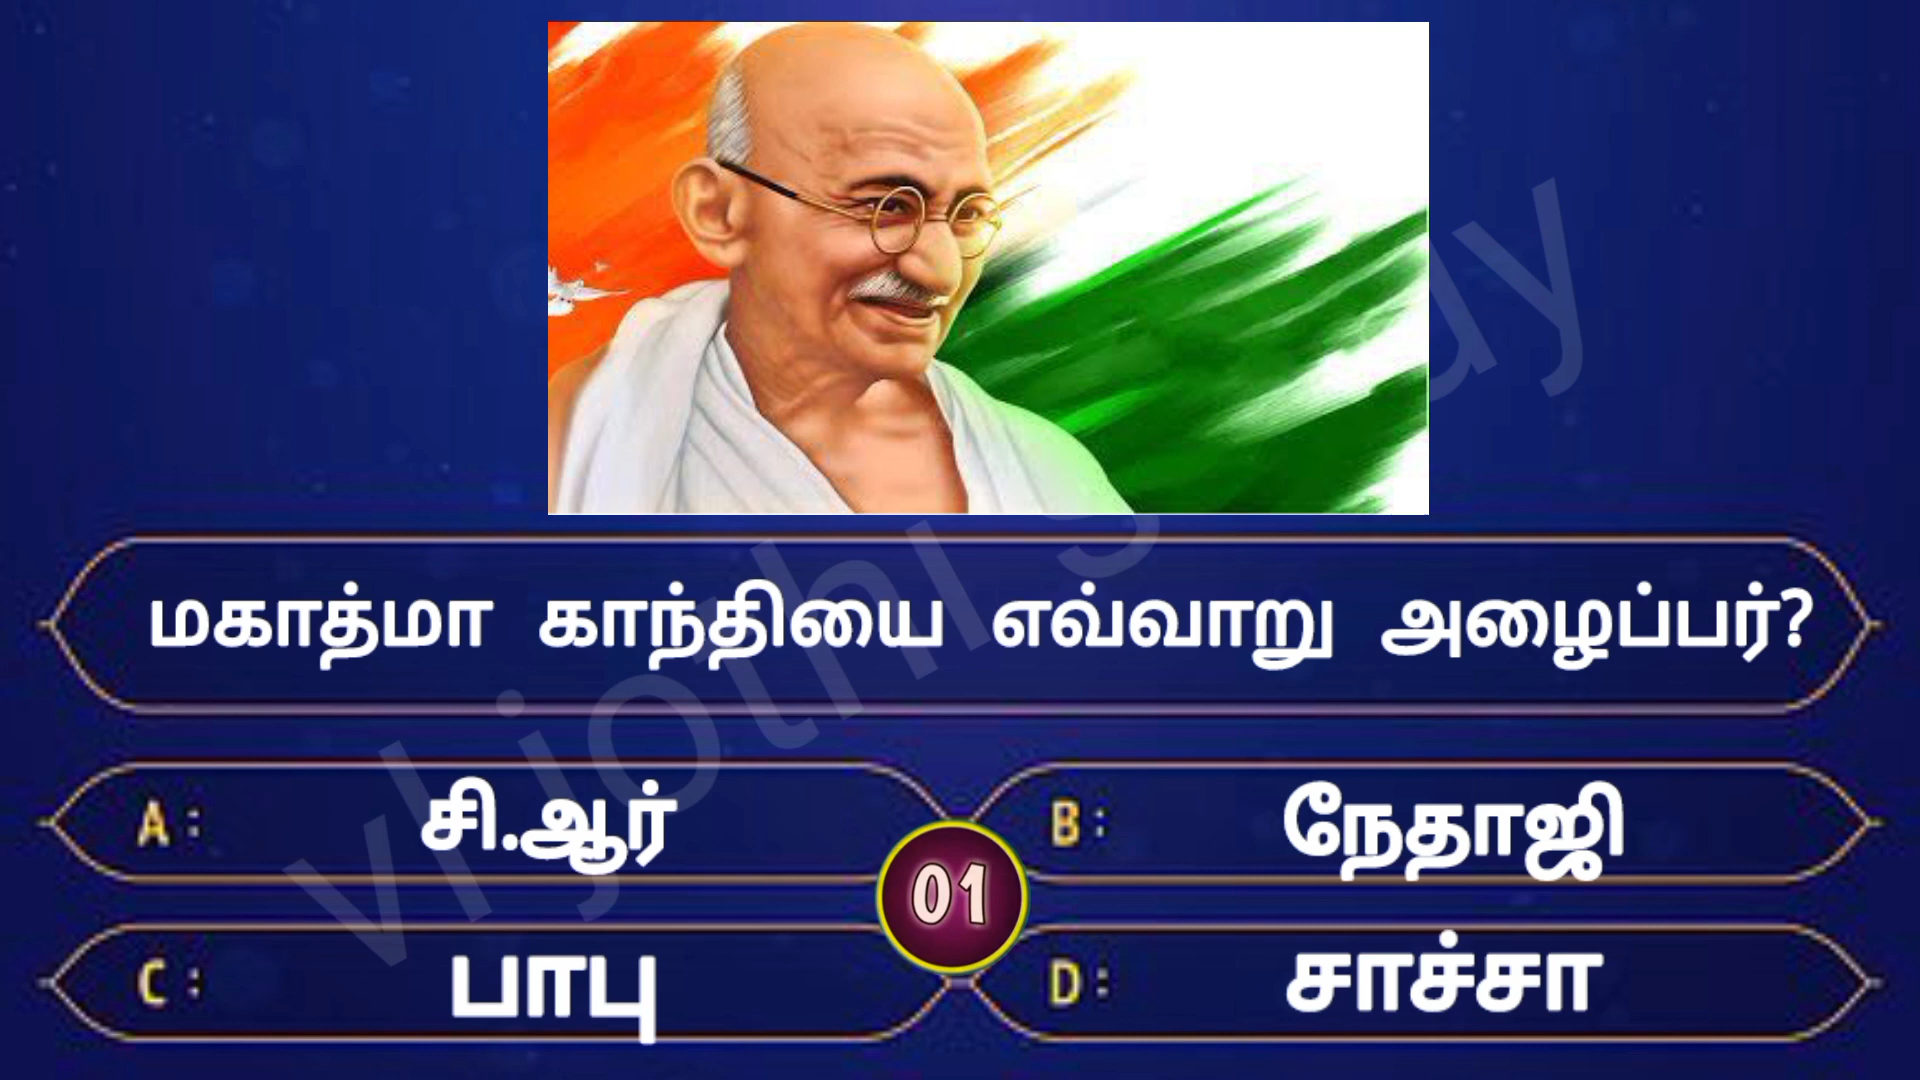 மகாத்மா காந்தியை எவ்வாறு அழைப்பர்?
A: சி.ஆர்
B: நேதாஜி
01
C: பாபு
D: சாச்சா